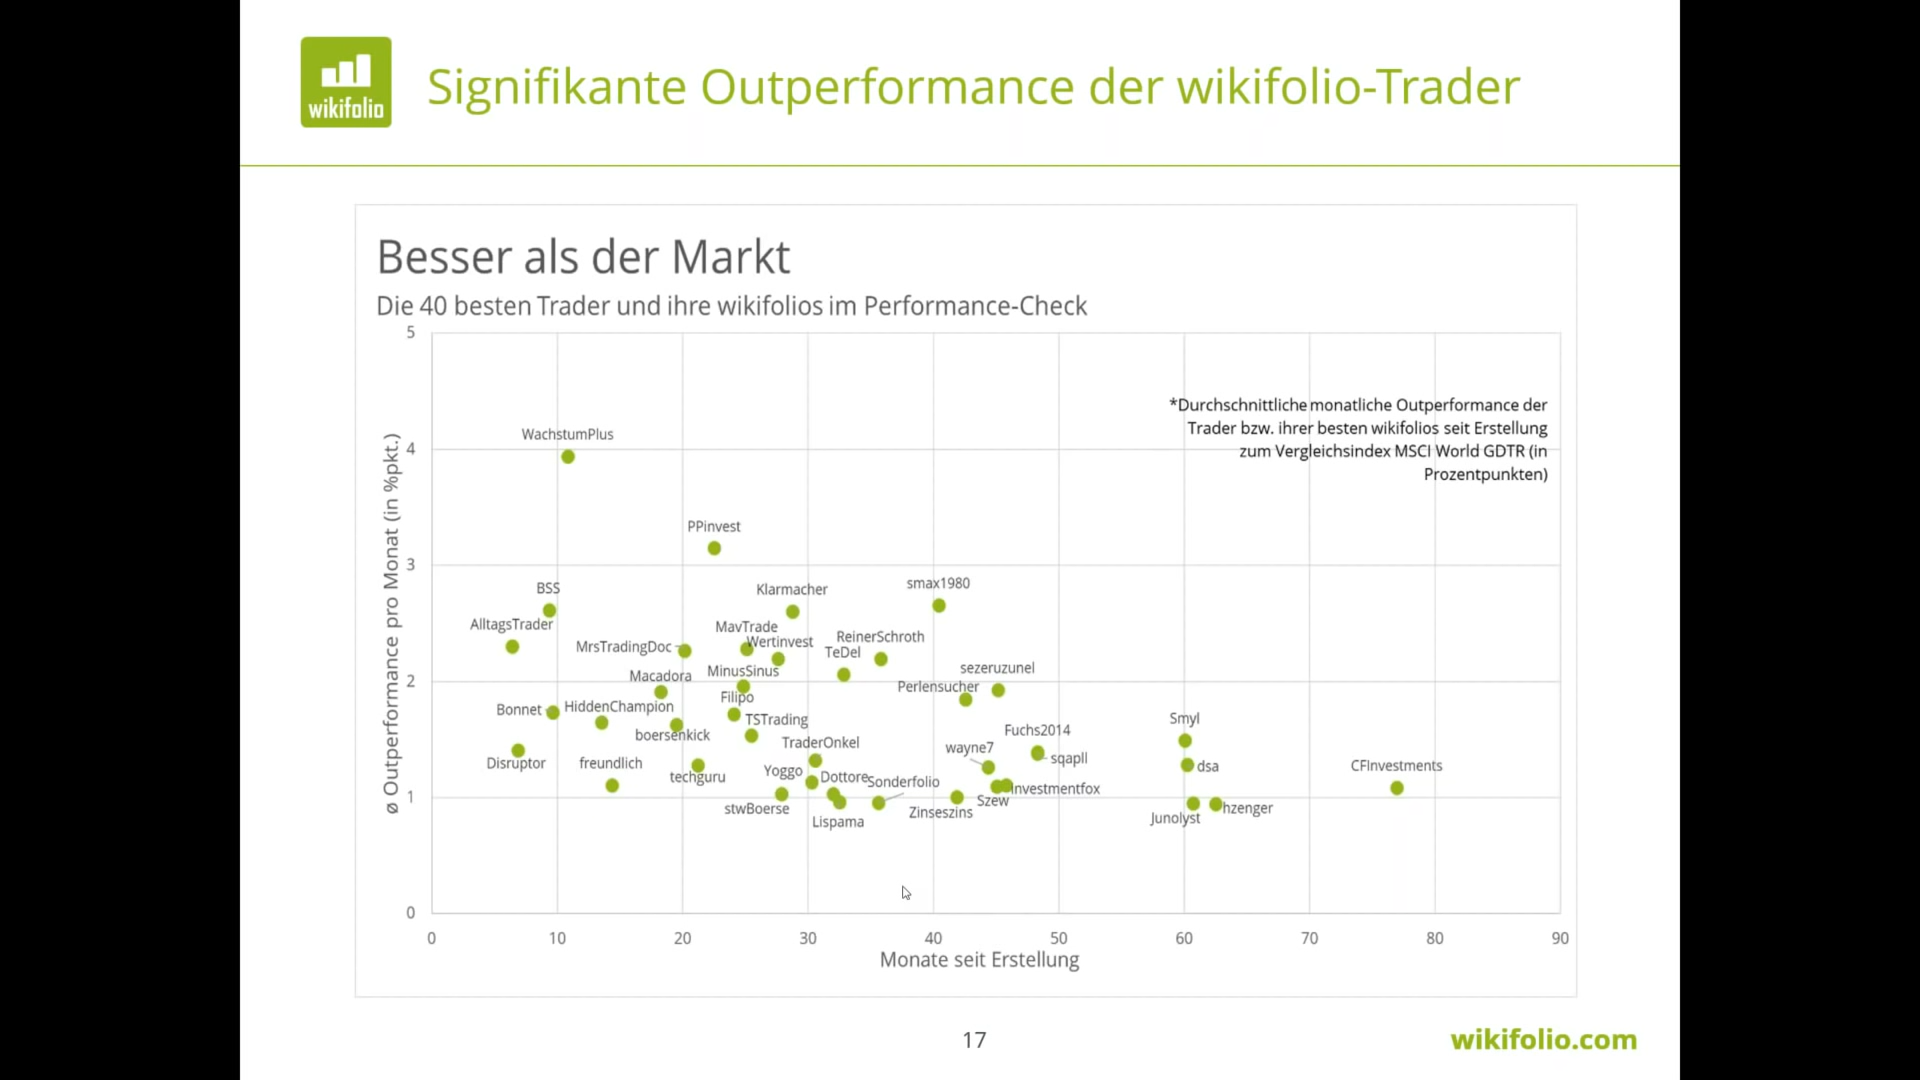 wikifolio
Signifikante Outperformance der wikifolio-Trader
Besser als der Markt
Die 40 besten Trader und ihre wikifolios im Performance-Check
ø Outperformance pro Monat (in %pkt.)
5
4
3
2
1
0
*Durchschnittliche monatliche Outperformance der
Trader bzw. ihrer besten wikifolios seit Erstellung
zum Vergleichsindex MSCI World GDTR (in
Prozentpunkten)
WachstumPlus
PPinvest
BSS
Klarmacher
smax1980
AlltagsTrader
MavTrade
ReinerSchroth
MrsTradingDoc
Wertinvest
TeDel
Macadora
MinusSinus
sezeruzunel
Perlensucher
Bonnet
HiddenChampion
Filipo
TSTrading
Smyl
boersenkick
Fuchs2014
TraderOnkel
wayne7
sqapll
Disruptor
freundlich
techguru
Yoggo
Dottore
Sonderfolio
dsa
CFInvestments
stwBoerse
Lispama
Zinseszins
Szew
Investmentfox
Junolyst
hzenger
0 10 20 30 40 50 60 70 80 90
Monate seit Erstellung
17
wikifolio.com